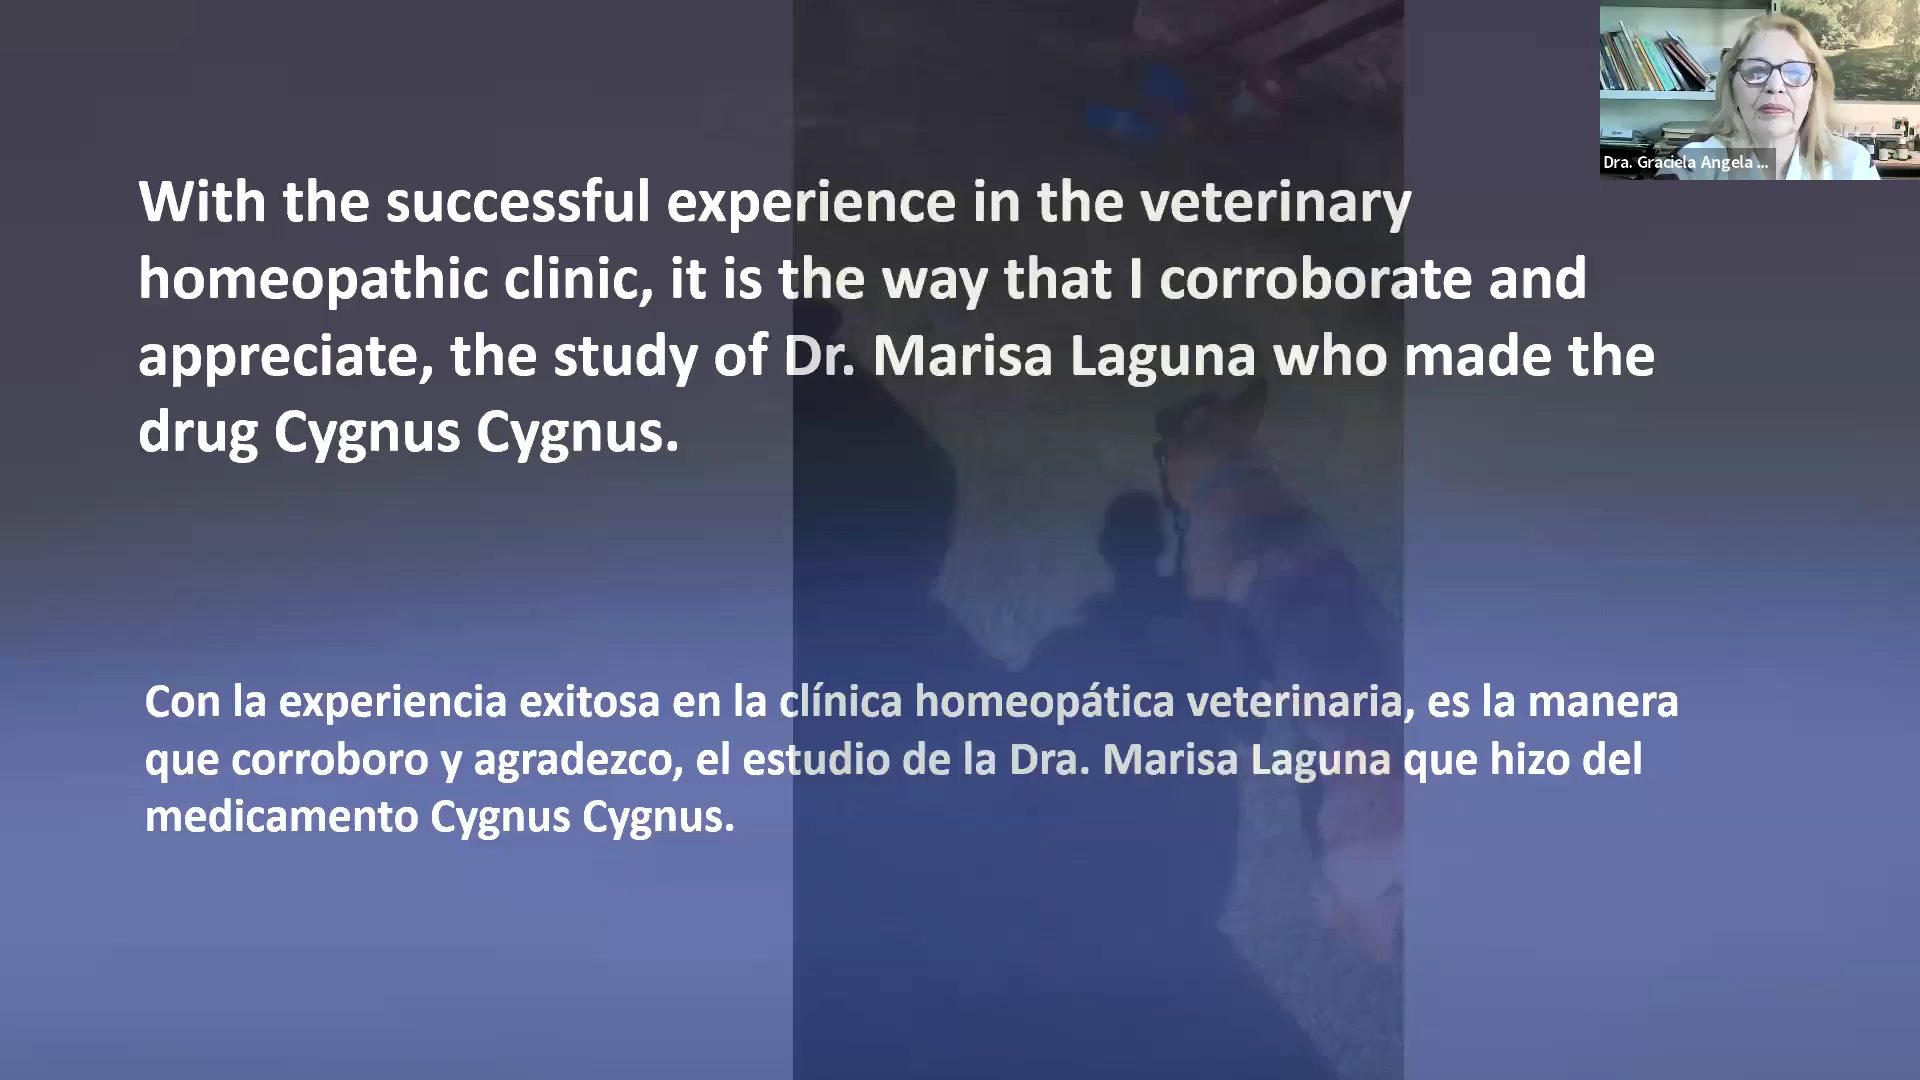 Dra. Graciela Angela ...
With the successful experience in the veterinary
homeopathic clinic, it is the way that I corroborate and
appreciate, the study of Dr. Marisa Laguna who made the
drug Cygnus Cygnus.
Con la experiencia exitosa en la clínica homeopática veterinaria, es la manera
que corroboro y agradezco, el estudio de la Dra. Marisa Laguna que hizo del
medicamento Cygnus Cygnus.